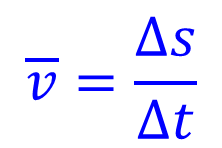 v̅ = Δs / Δt